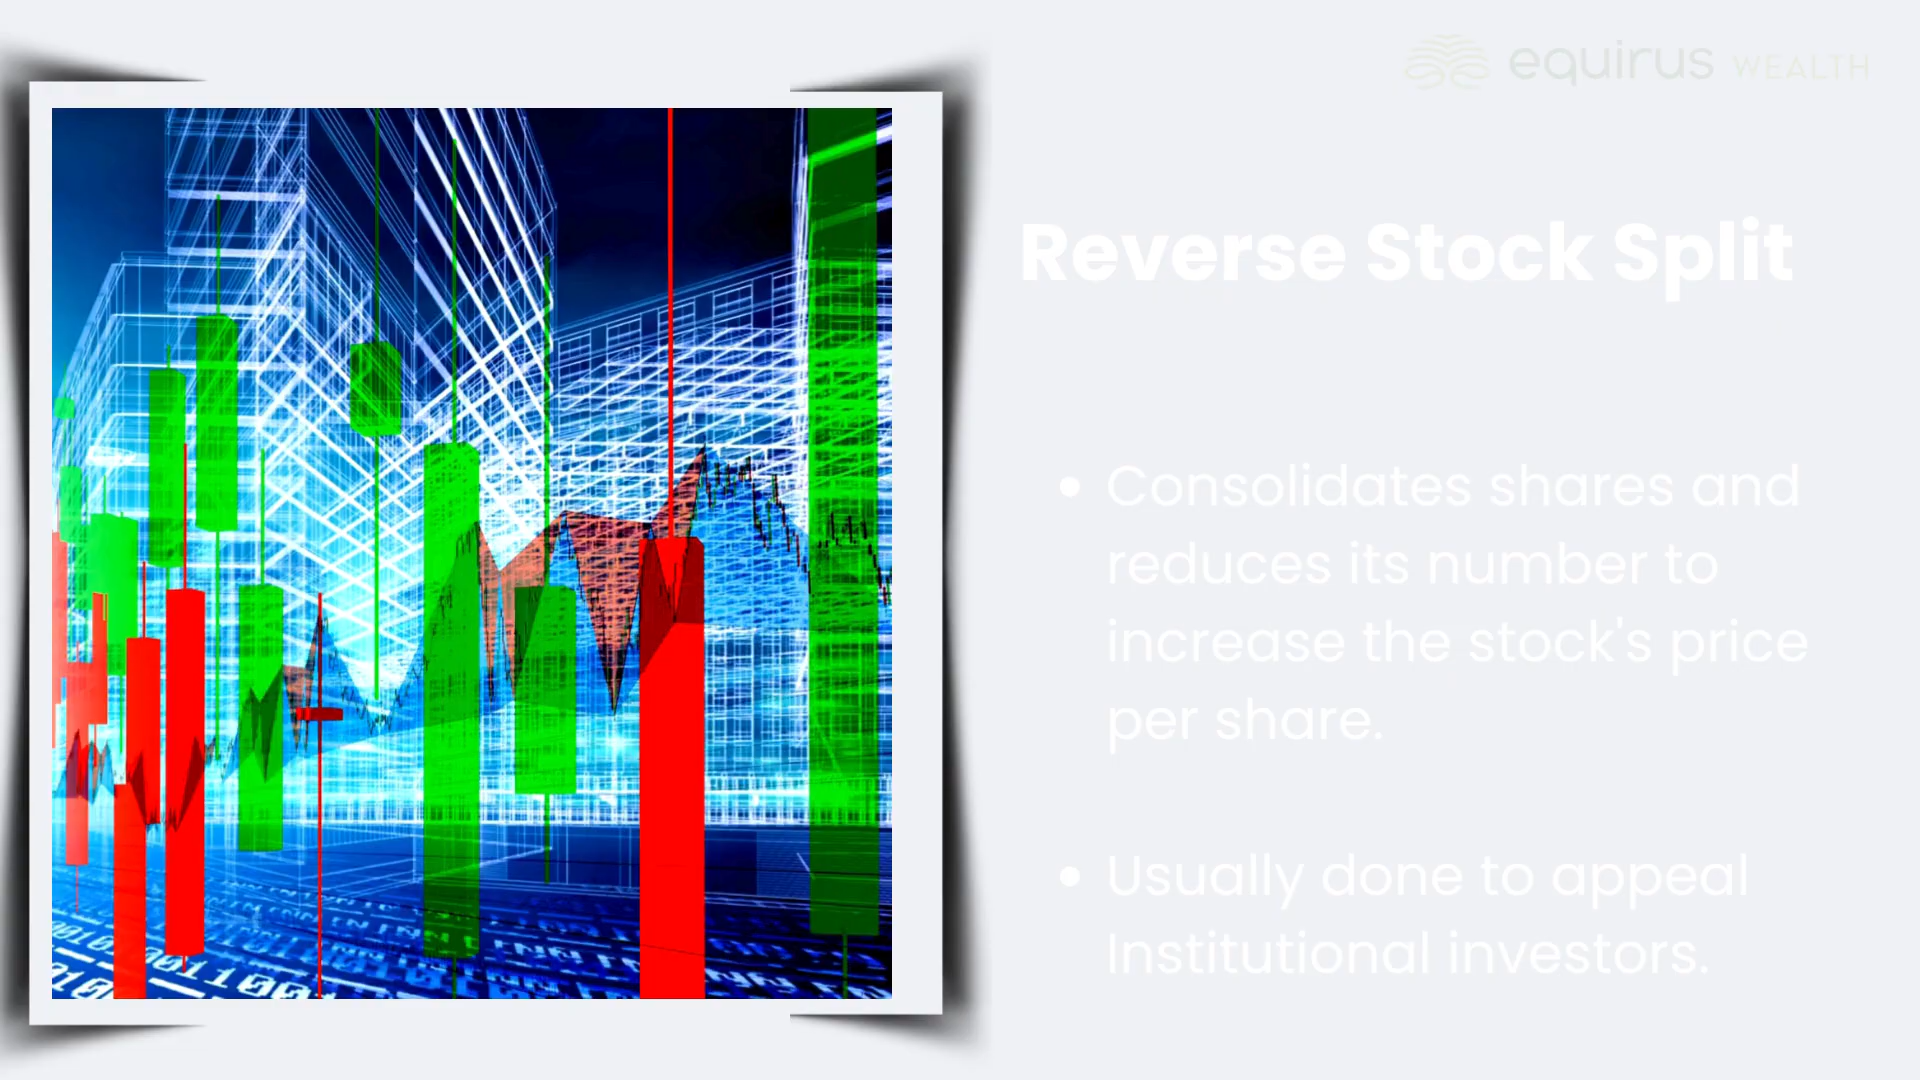 equirus WEALTH
Reverse Stock Split
• Consolidates shares and
reduces its number to
increase the stock's price
per share.
• Usually done to appeal
Institutional investors.